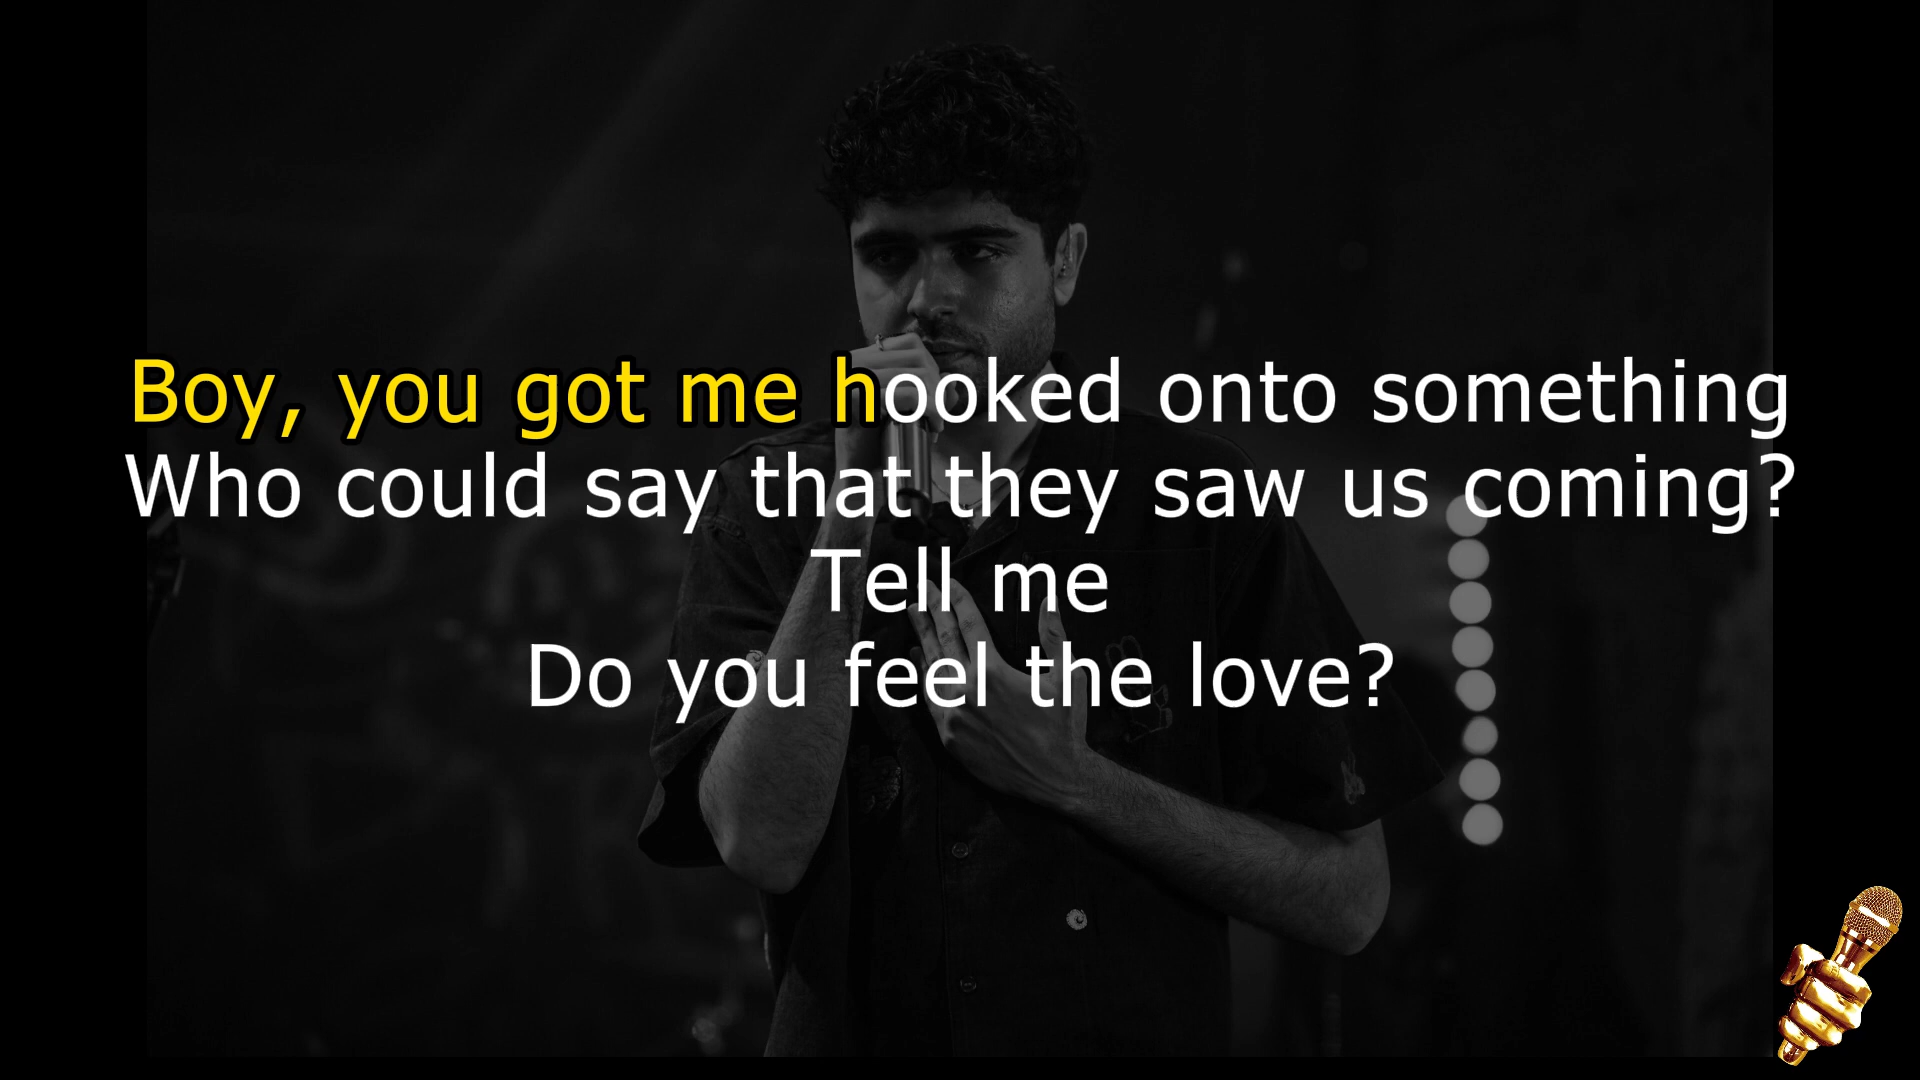 Boy, you got me hooked onto something
Who could say that they saw us coming?
Tell me
Do you feel the love?